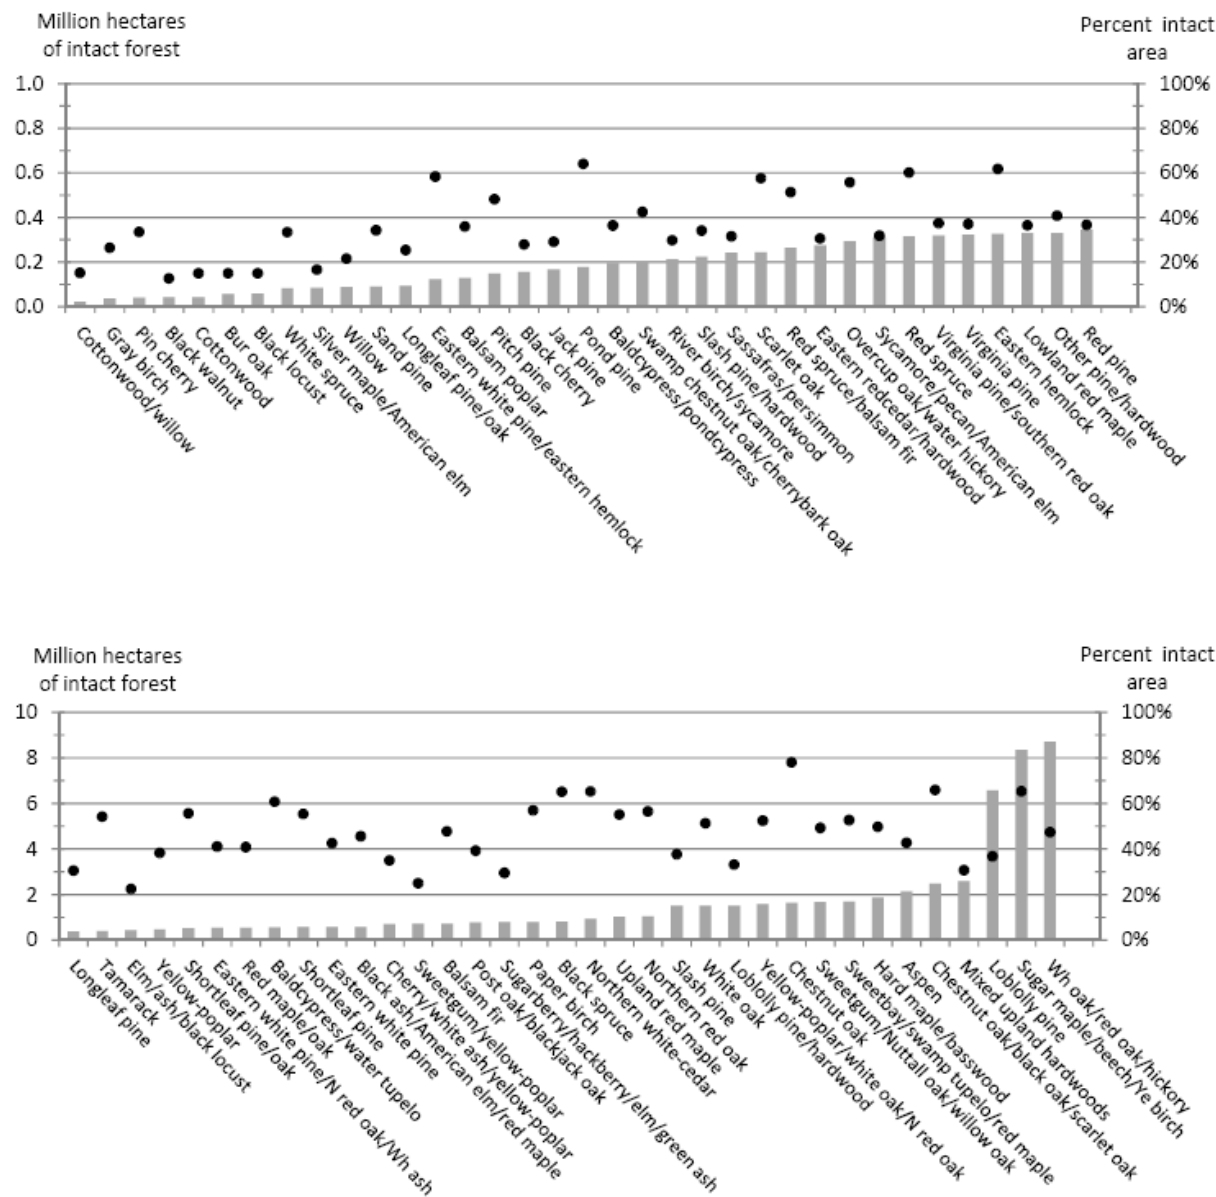 Million hectares
of intact forest
Percent intact
area
1.0
0.8
0.6
0.4
0.2
0.0
100%
80%
60%
40%
20%
0%
Cottonwood/willow
Gray birch
Pin cherry
Black walnut
Cottonwood
Bur oak
Black locust
White spruce
Silver maple/American elm
Willow
Sand pine
Longleaf pine/oak
Eastern white pine/eastern hemlock
Balsam poplar
Pitch pine
Black cherry
Jack pine
Pond pine
Baldcypress/pondcypress
Swamp chestnut oak/cherrybark oak
River birch/sycamore
Slash pine/hardwood
Sassafras/persimmon
Scarlet oak
Red spruce/balsam fir
Eastern redcedar/hardwood
Overcup oak/water hickory
Sycamore/pecan/American elm
Red spruce
Virginia pine/southern red oak
Virginia pine
Eastern hemlock
Lowland red maple
Other pine/hardwood
Red pine
Million hectares
of intact forest
Percent intact
area
10
8
6
4
2
0
100%
80%
60%
40%
20%
0%
Longleaf pine
Tamarack
Elm/ash/black locust
Yellow-poplar
Shortleaf pine/oak
Eastern white pine/N red oak/Wh ash
Red maple/oak
Baldcypress/water tupelo
Shortleaf pine
Eastern white pine
Black ash/American elm/red maple
Cherry/white ash/yellow-poplar
Sweetgum/yellow-poplar
Balsam fir
Post oak/blackjack oak
Sugarberry/hackberry/elm/green ash
Paper birch
Black spruce
Northern white-cedar
Upland red maple
Northern red oak
Slash pine
White oak
Loblolly pine/hardwood
Yellow-poplar/white oak/N red oak
Chestnut oak
Sweetgum/Nuttall oak/willow oak
Sweetbay/swamp tupelo/red maple
Hard maple/basswood
Aspen
Chestnut oak/black oak/scarlet oak
Mixed upland hardwoods
Loblolly pine
Sugar maple/beech/Ye birch
Wh oak/red oak/hickory